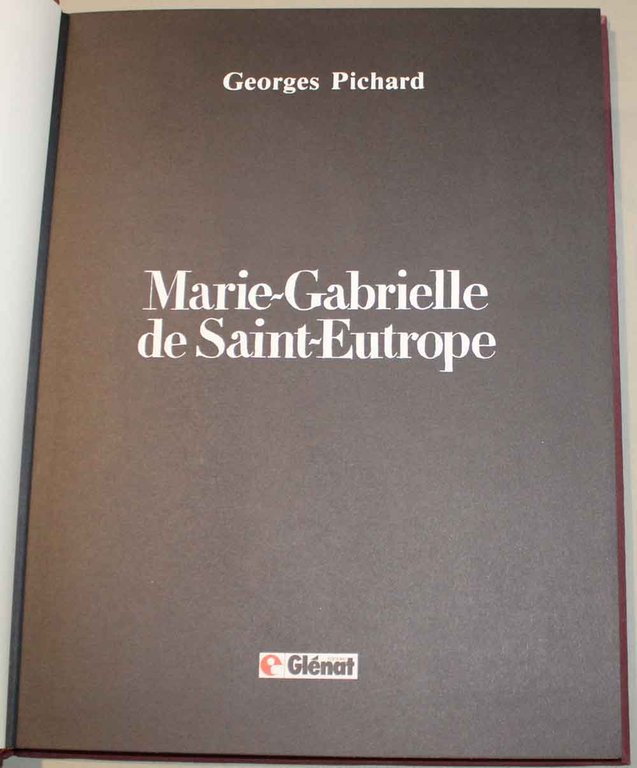 Georges Pichard
Marie-Gabrielle
de Saint-Eutrope
Glénat